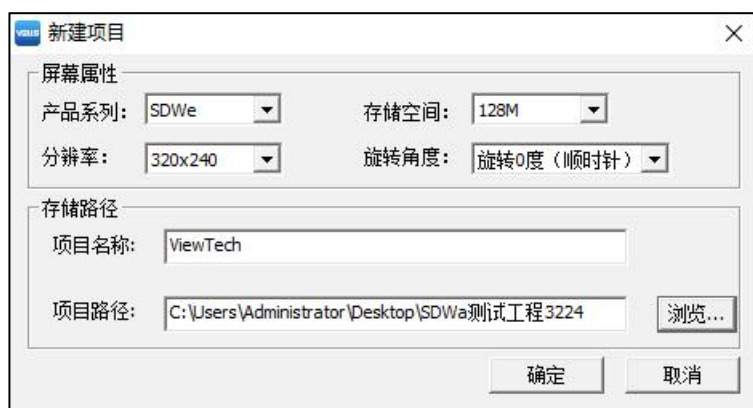 VGUS 新建项目
屏幕属性
产品系列: SDWe 存储空间: 128M
分辨率: 320x240 旋转角度: 旋转0度（顺时针）
存储路径
项目名称: ViewTech
项目路径: C:\Users\Administrator\Desktop\SDWa测试工程3224 浏览...
确定 取消